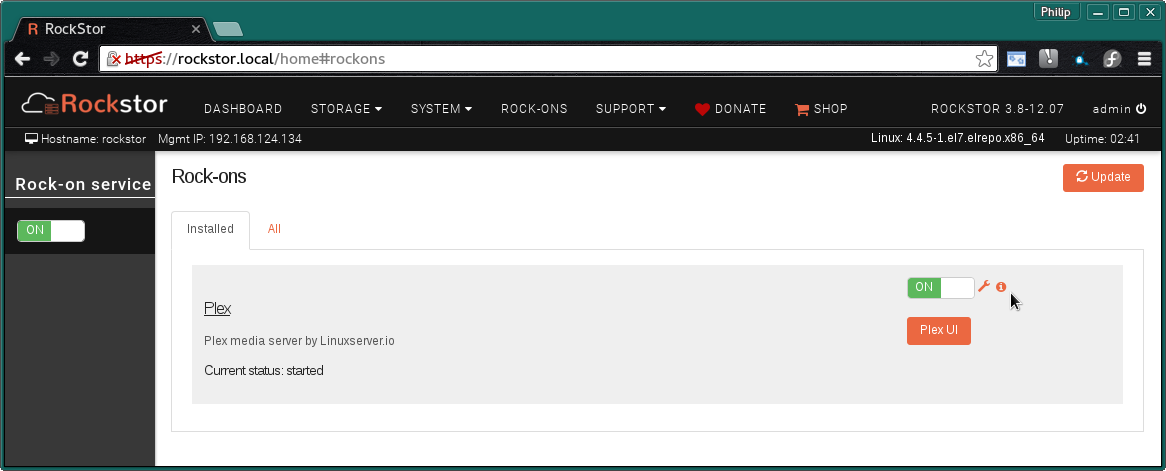 Philip
RockStor
https://rockstor.local/home#rockons
Rockstor DASHBOARD STORAGE SYSTEM ROCK-ONS SUPPORT DONATE SHOP ROCKSTOR 3.8-12.07 admin
Hostname: rockstor Mgmt IP: 192.168.124.134 Linux: 4.4.5-1.el7.elrepo.x86_64 Uptime: 02:41
Rock-on service
ON
Rock-ons
Update
Installed All
ON
Plex
Plex UI
Plex media server by Linuxserver.io
Current status: started